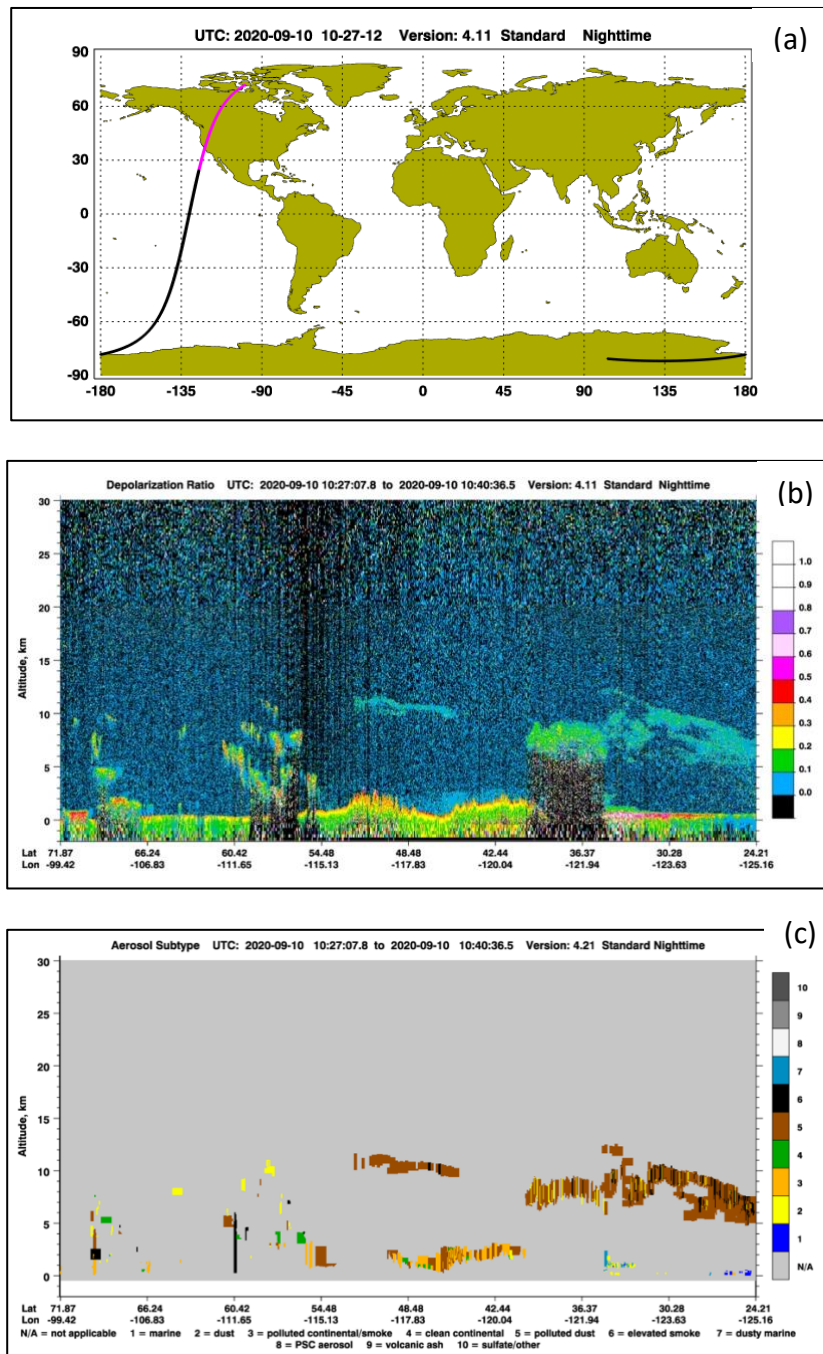 UTC: 2020-09-10 10-27-12 Version: 4.11 Standard Nighttime
(a)
90
60
30
0
-30
-60
-90
-180 -135 -90 -45 0 45 90 135 180
(b)
Depolarization Ratio UTC: 2020-09-10 10:27:07.8 to 2020-09-10 10:40:36.5 Version: 4.11 Standard Nighttime
30
25
20
15
10
5
0
Altitude, km
1.0
0.9
0.8
0.7
0.6
0.5
0.4
0.3
0.2
0.1
0.0
Lat 71.87 66.24 60.42 54.48 48.48 42.44 36.37 30.28 24.21
Lon -99.42 -106.83 -111.65 -115.13 -117.83 -120.04 -121.94 -123.63 -125.16
(c)
Aerosol Subtype UTC: 2020-09-10 10:27:07.8 to 2020-09-10 10:40:36.5 Version: 4.21 Standard Nighttime
30
25
20
15
10
5
0
Altitude, km
10
9
8
7
6
5
4
3
2
1
N/A
Lat 71.87 66.24 60.42 54.48 48.48 42.44 36.37 30.28 24.21
Lon -99.42 -106.83 -111.65 -115.13 -117.83 -120.04 -121.94 -123.63 -125.16
N/A = not applicable 1 = marine 2 = dust 3 = polluted continental/smoke 4 = clean continental 5 = polluted dust 6 = elevated smoke 7 = dusty marine
8 = PSC aerosol 9 = volcanic ash 10 = sulfate/other